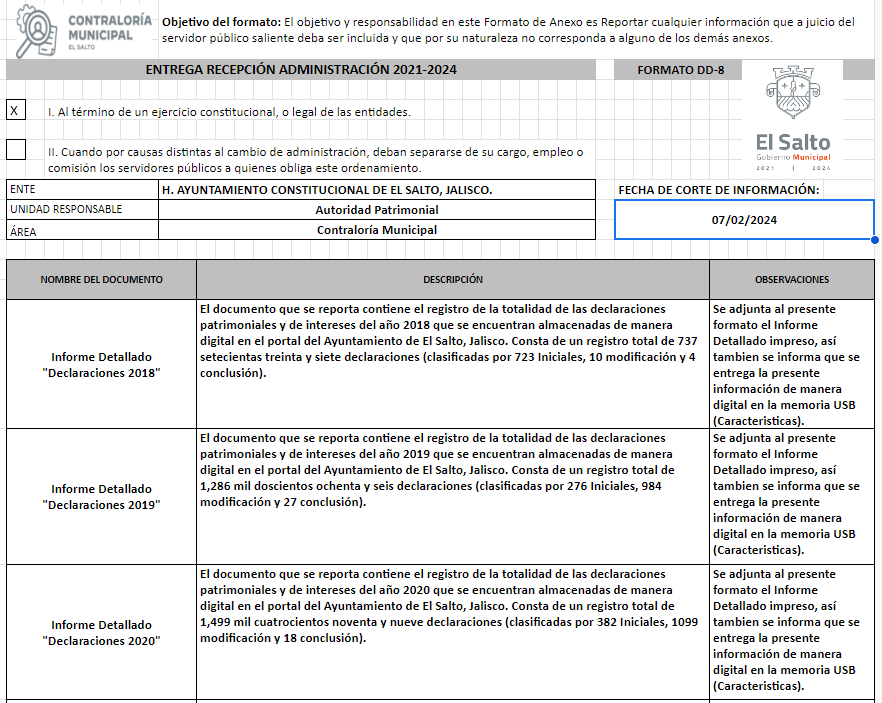 CONTRALORÍA
MUNICIPAL
EL SALTO
Objetivo del formato: El objetivo y responsabilidad en este Formato de Anexo es Reportar cualquier información que a juicio del
servidor público saliente deba ser incluida y que por su naturaleza no corresponda a alguno de los demás anexos.
ENTREGA RECEPCIÓN ADMINISTRACIÓN 2021-2024
FORMATO DD-8
X
I. Al término de un ejercicio constitucional, o legal de las entidades.
El Salto
Gobierno Municipal
2021 | 2024
II. Cuando por causas distintas al cambio de administración, deban separarse de su cargo, empleo o
comisión los servidores públicos a quienes obliga este ordenamiento.
ENTE
H. AYUNTAMIENTO CONSTITUCIONAL DE EL SALTO, JALISCO.
FECHA DE CORTE DE INFORMACIÓN:
UNIDAD RESPONSABLE
Autoridad Patrimonial
07/02/2024
ÁREA
Contraloría Municipal
NOMBRE DEL DOCUMENTO
DESCRIPCIÓN
OBSERVACIONES
Informe Detallado
"Declaraciones 2018"
El documento que se reporta contiene el registro de la totalidad de las declaraciones
patrimoniales y de intereses del año 2018 que se encuentran almacenadas de manera
digital en el portal del Ayuntamiento de El Salto, Jalisco. Consta de un registro total de 737
setecientas treinta y siete declaraciones (clasificadas por 723 Iniciales, 10 modificación y 4
conclusión).
Se adjunta al presente
formato el Informe
Detallado impreso, así
tambien se informa que se
entrega la presente
información de manera
digital en la memoria USB
(Caracteristicas).
Informe Detallado
"Declaraciones 2019"
El documento que se reporta contiene el registro de la totalidad de las declaraciones
patrimoniales y de intereses del año 2019 que se encuentran almacenadas de manera
digital en el portal del Ayuntamiento de El Salto, Jalisco. Consta de un registro total de
1,286 mil doscientos ochenta y seis declaraciones (clasificadas por 276 Iniciales, 984
modificación y 27 conclusión).
Se adjunta al presente
formato el Informe
Detallado impreso, así
tambien se informa que se
entrega la presente
información de manera
digital en la memoria USB
(Caracteristicas).
Informe Detallado
"Declaraciones 2020"
El documento que se reporta contiene el registro de la totalidad de las declaraciones
patrimoniales y de intereses del año 2020 que se encuentran almacenadas de manera
digital en el portal del Ayuntamiento de El Salto, Jalisco. Consta de un registro total de
1,499 mil cuatrocientos noventa y nueve declaraciones (clasificadas por 382 Iniciales, 1099
modificación y 18 conclusión).
Se adjunta al presente
formato el Informe
Detallado impreso, así
tambien se informa que se
entrega la presente
información de manera
digital en la memoria USB
(Caracteristicas).